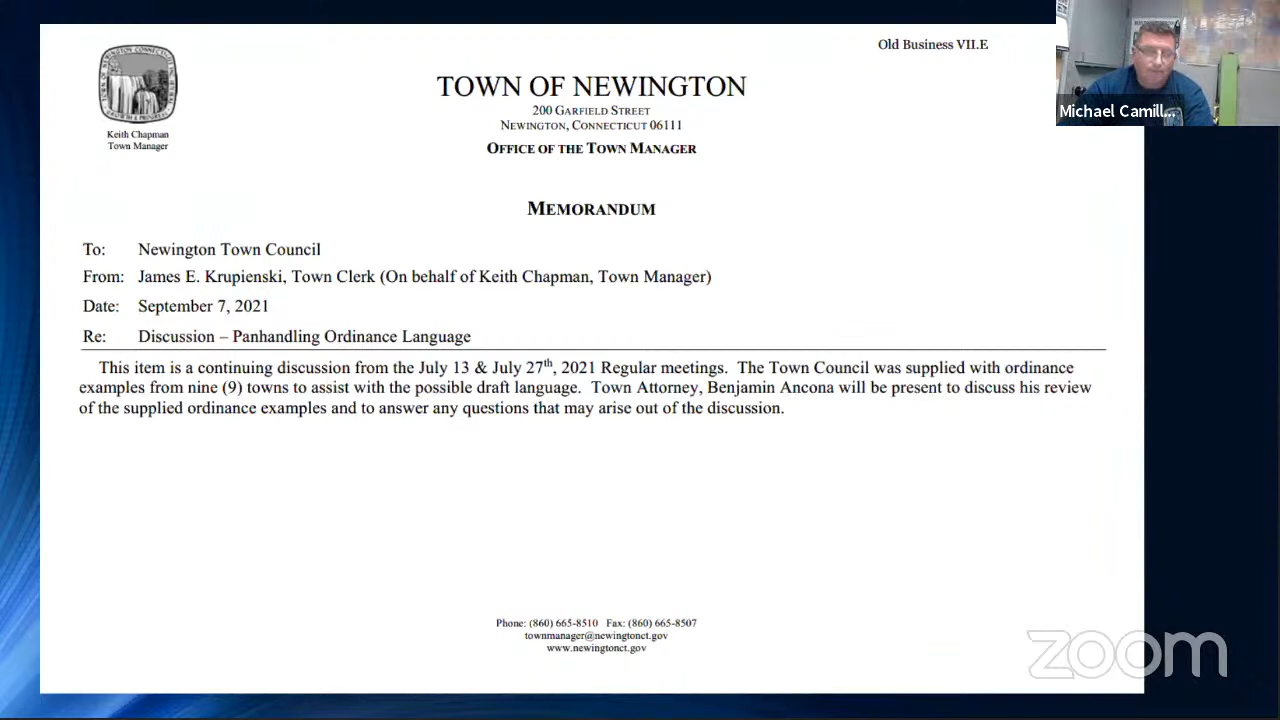 Old Business VII.E
TOWN OF NEWINGTON
200 GARFIELD STREET
NEWINGTON, CONNECTICUT 06111
OFFICE OF THE TOWN MANAGER
Keith Chapman
Town Manager
MEMORANDUM
To: Newington Town Council
From: James E. Krupienski, Town Clerk (On behalf of Keith Chapman, Town Manager)
Date: September 7, 2021
Re: Discussion – Panhandling Ordinance Language
This item is a continuing discussion from the July 13 & July 27th, 2021 Regular meetings. The Town Council was supplied with ordinance
examples from nine (9) towns to assist with the possible draft language. Town Attorney, Benjamin Ancona will be present to discuss his review
of the supplied ordinance examples and to answer any questions that may arise out of the discussion.
Phone: (860) 665-8510 Fax: (860) 665-8507
townmanager@newingtonct.gov
www.newingtonct.gov
Michael Camill...
zoom